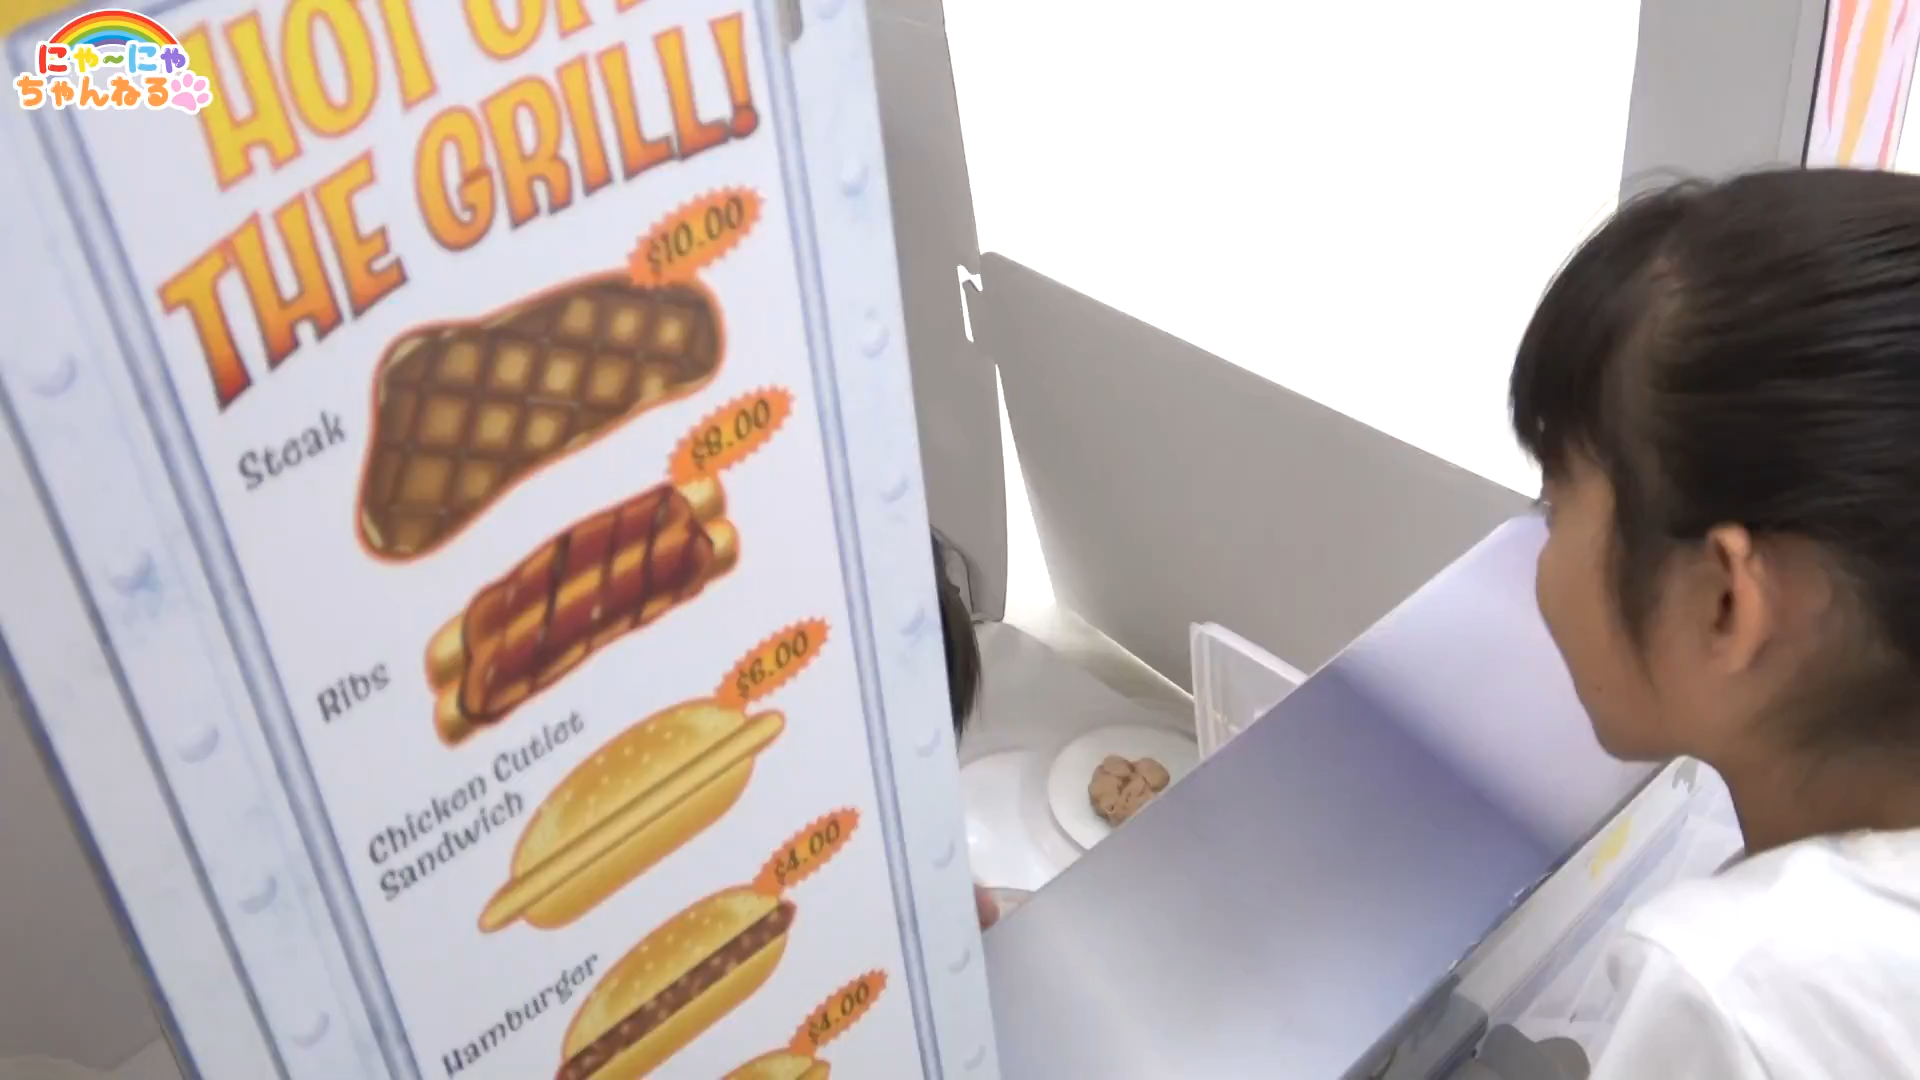 にゃ〜にゃ
ちゃんねる
HOT
THE GRILL!
$10.00
Steak
$8.00
Ribs
$6.00
Chicken Cutlet
Sandwich
$4.00
Hamburger
$4.00